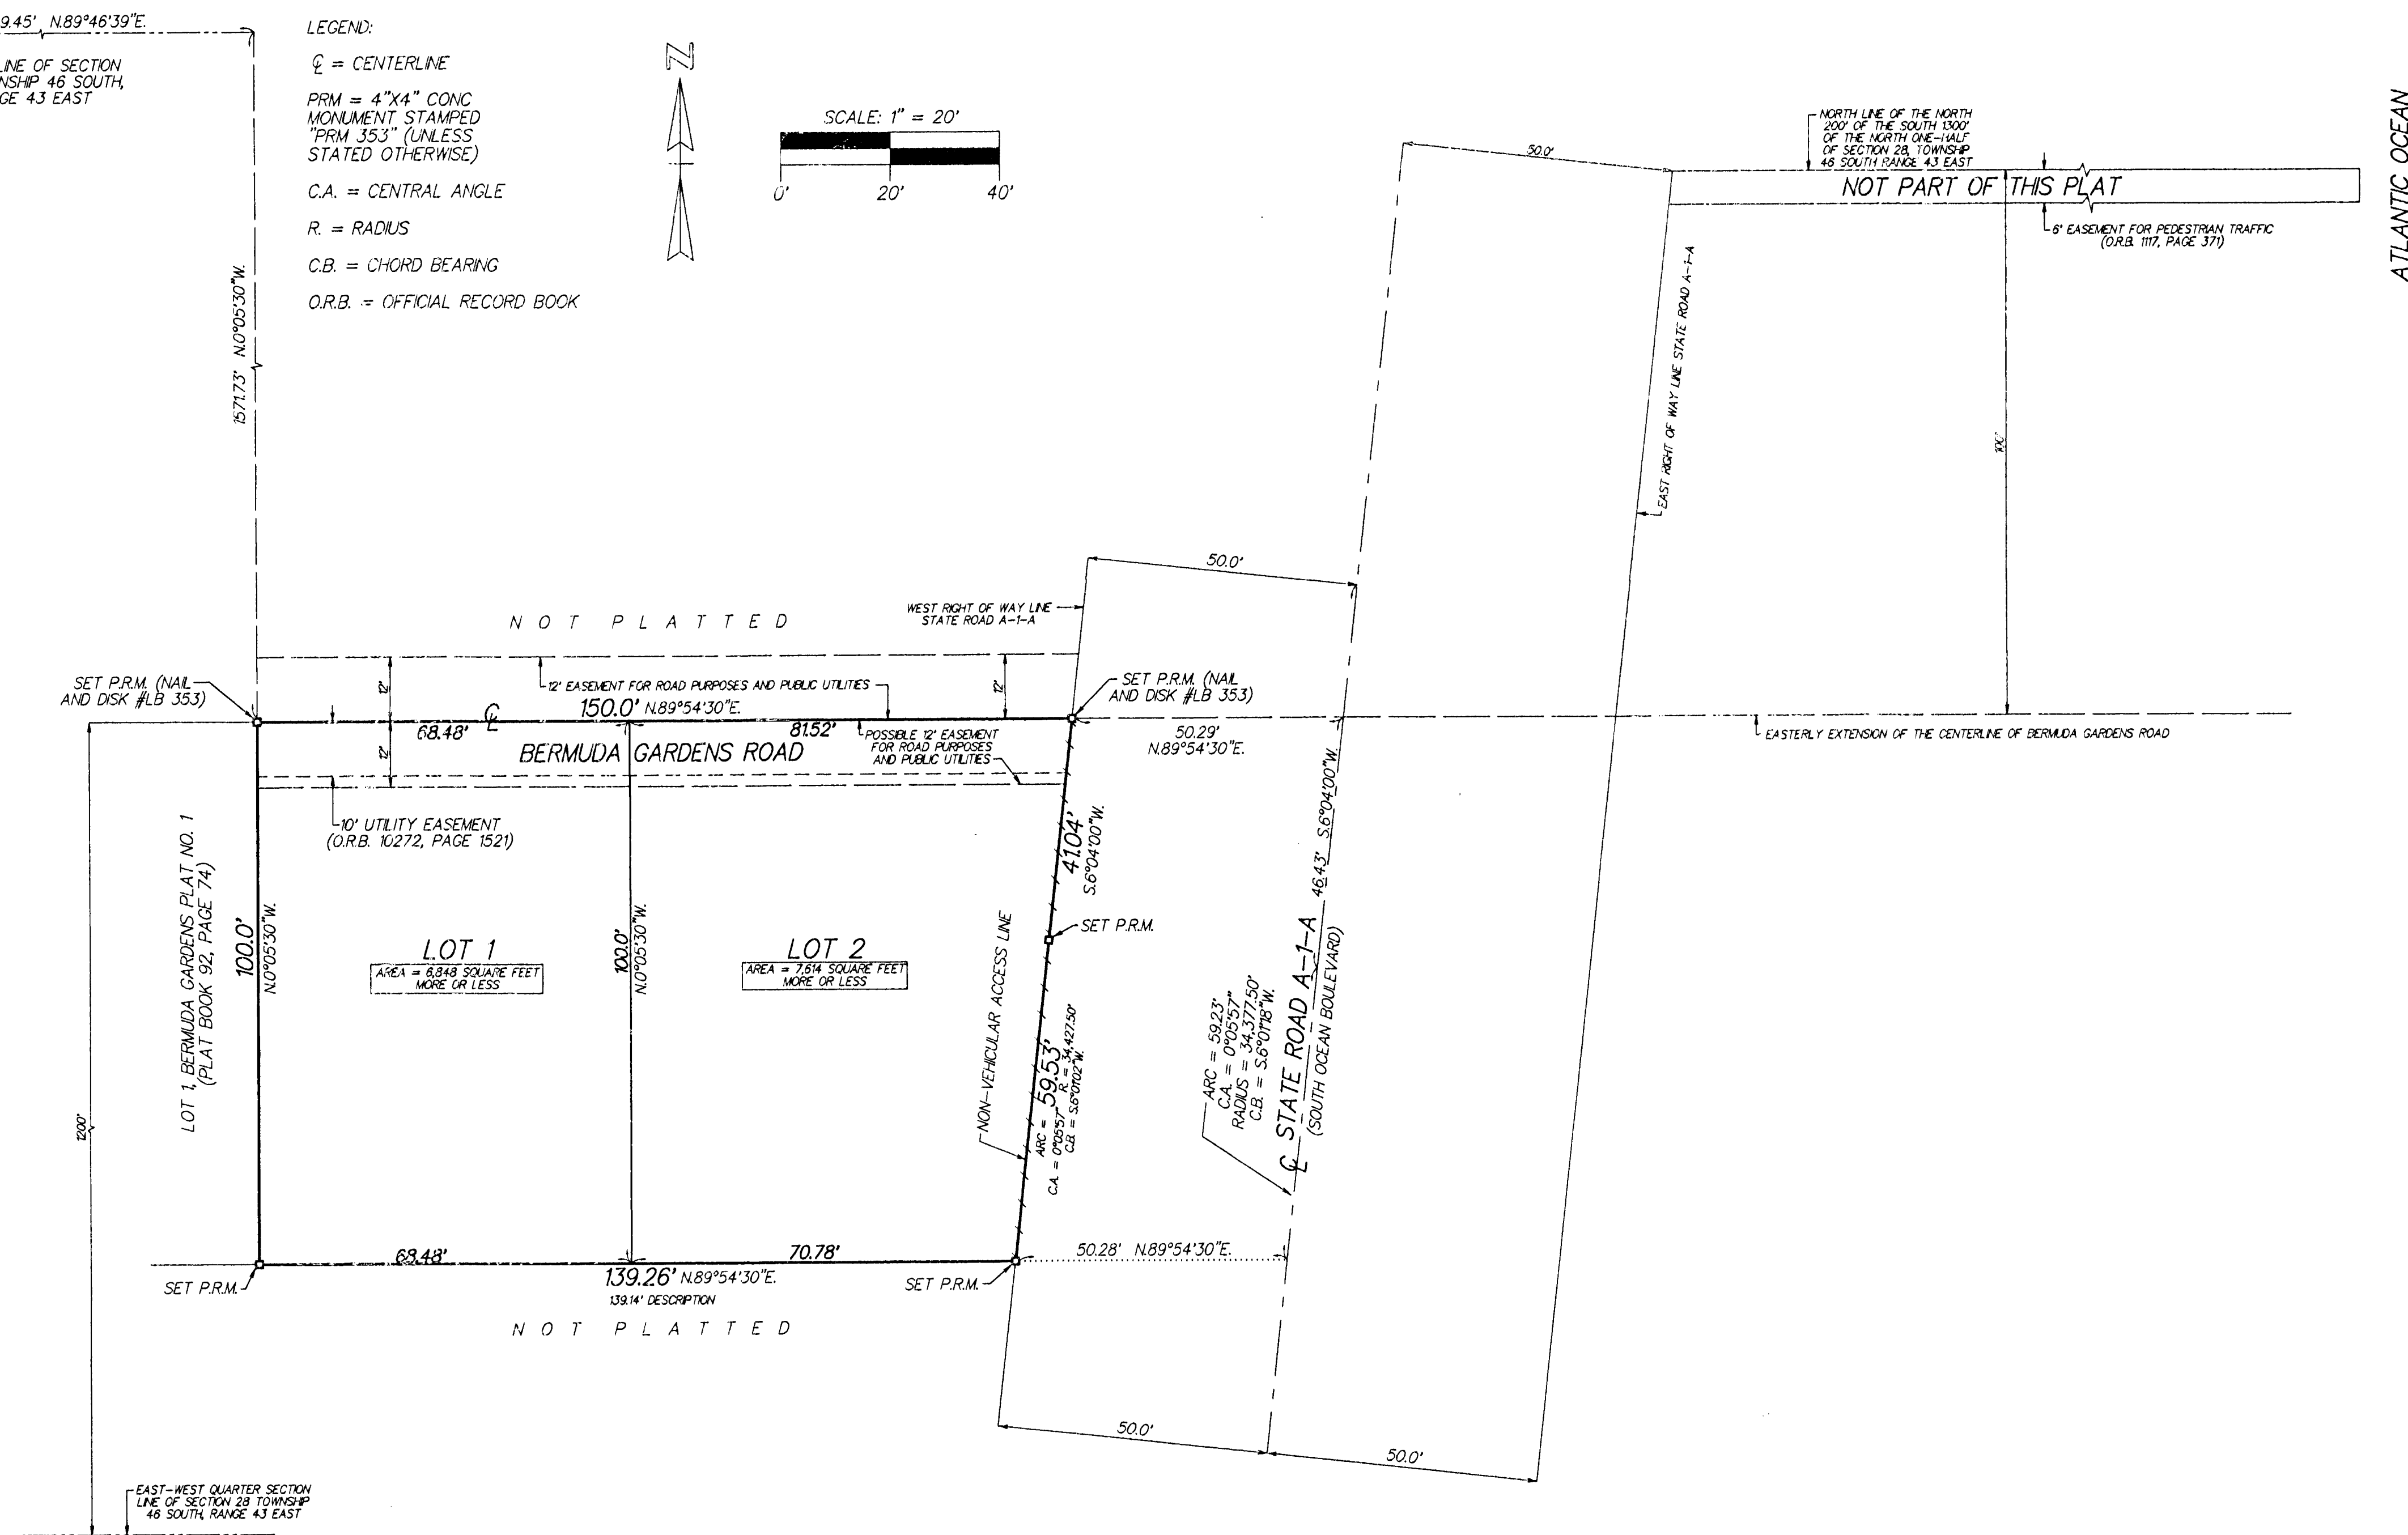 9.45' N.89°46'39"E.
LINE OF SECTION
NSHIP 46 SOUTH,
GE 43 EAST
LEGEND:
℄ = CENTERLINE
PRM = 4"X4" CONC
MONUMENT STAMPED
"PRM 353" (UNLESS
STATED OTHERWISE)
C.A. = CENTRAL ANGLE
R. = RADIUS
C.B. = CHORD BEARING
O.R.B. = OFFICIAL RECORD BOOK
N
SCALE: 1" = 20'
0' 20' 40'
50.0'
NORTH LINE OF THE NORTH
200' OF THE SOUTH 1300'
OF THE NORTH ONE-HALF
OF SECTION 28, TOWNSHIP
46 SOUTH RANGE 43 EAST
NOT PART OF THIS PLAT
6' EASEMENT FOR PEDESTRIAN TRAFFIC
(O.R.B. 1117, PAGE 371)
ATLANTIC OCEAN
1571.73' N.0°05'30"W.
EAST RIGHT OF WAY LINE STATE ROAD A-1-A
100'
50.0'
WEST RIGHT OF WAY LINE
STATE ROAD A-1-A
NOT PLATTED
SET P.R.M. (NAIL
AND DISK #LB 353)
12'
12' EASEMENT FOR ROAD PURPOSES AND PUBLIC UTILITIES
12'
SET P.R.M. (NAIL
AND DISK #LB 353)
℄
150.0' N.89°54'30"E.
68.48'
81.52'
12'
BERMUDA GARDENS ROAD
POSSIBLE 12' EASEMENT
FOR ROAD PURPOSES
AND PUBLIC UTILITIES
50.29'
N.89°54'30"E.
EASTERLY EXTENSION OF THE CENTERLINE OF BERMUDA GARDENS ROAD
10' UTILITY EASEMENT
(O.R.B. 10272, PAGE 1521)
LOT 1, BERMUDA GARDENS PLAT NO. 1
(PLAT BOOK 92, PAGE 74)
100.0'
N.0°05'30"W.
LOT 1
AREA = 6,848 SQUARE FEET
MORE OR LESS
100.0'
N.0°05'30"W.
LOT 2
AREA = 7,614 SQUARE FEET
MORE OR LESS
41.04'
S.6°04'00"W.
SET P.R.M.
NON-VEHICULAR ACCESS LINE
ARC = 59.53'
C.A. = 0°05'57" R. = 34,427.50'
C.B. = S.6°01'02"W.
ARC = 59.23'
C.A. = 0°05'57"
RADIUS = 34,377.50'
C.B. = S.6°01'18"W.
℄ STATE ROAD A-1-A 46.43' S.6°04'00"W.
(SOUTH OCEAN BOULEVARD)
1200'
68.48'
70.78'
50.28' N.89°54'30"E.
139.26' N.89°54'30"E.
139.14' DESCRIPTION
SET P.R.M.
SET P.R.M.
NOT PLATTED
50.0'
50.0'
EAST-WEST QUARTER SECTION
LINE OF SECTION 28 TOWNSHIP
46 SOUTH, RANGE 43 EAST